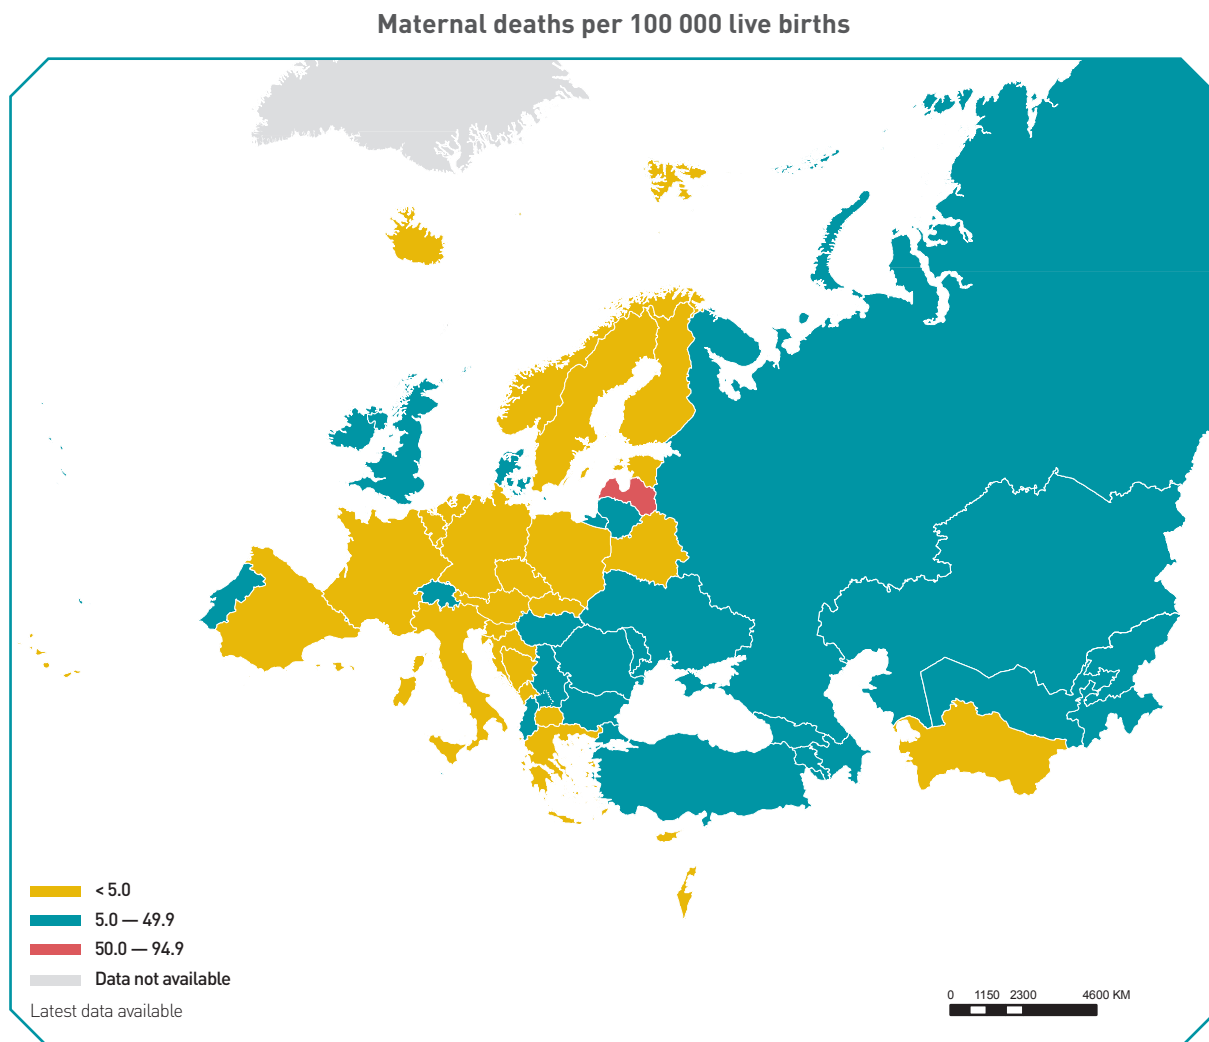 Maternal deaths per 100 000 live births
< 5.0
5.0 — 49.9
50.0 — 94.9
Data not available
Latest data available
0 1150 2300 4600 KM